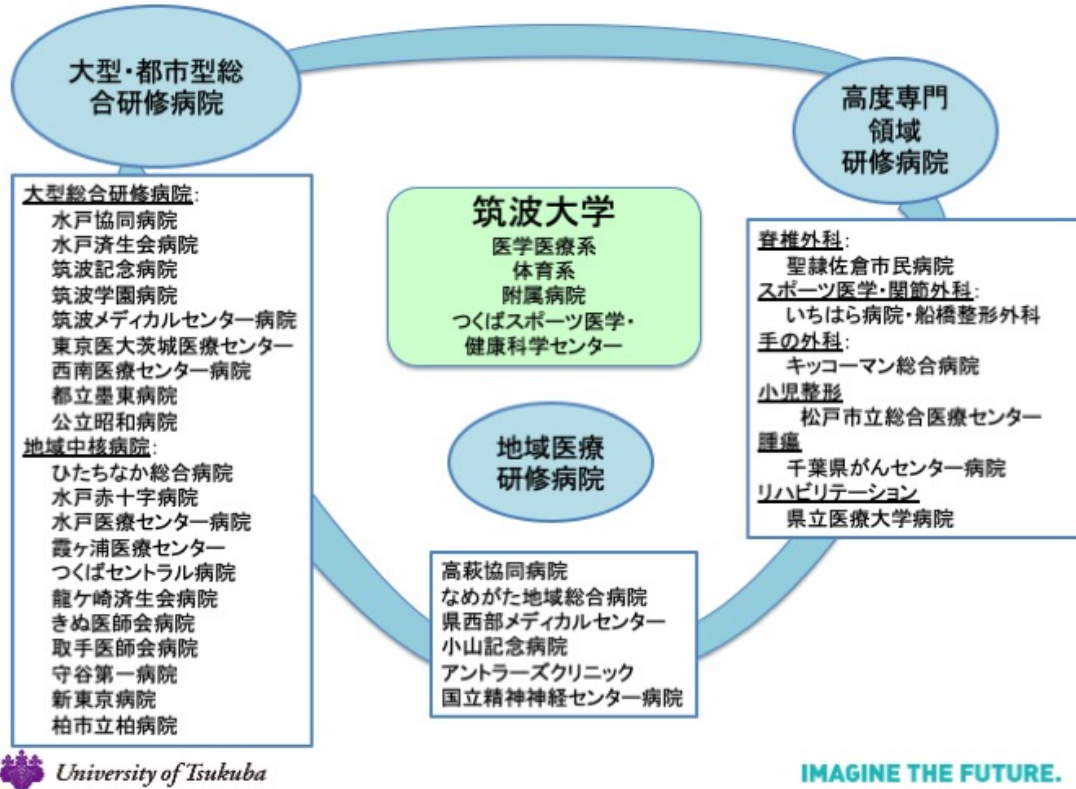 大型・都市型総
合研修病院
高度専門
領域
研修病院
大型総合研修病院:
水戸協同病院
水戸済生会病院
筑波記念病院
筑波学園病院
筑波メディカルセンター病院
東京医大茨城医療センター
西南医療センター病院
都立墨東病院
公立昭和病院
地域中核病院:
ひたちなか総合病院
水戸赤十字病院
水戸医療センター病院
霞ヶ浦医療センター
つくばセントラル病院
龍ケ崎済生会病院
きぬ医師会病院
取手医師会病院
守谷第一病院
新東京病院
柏市立柏病院
筑波大学
医学医療系
体育系
附属病院
つくばスポーツ医学・
健康科学センター
脊椎外科:
聖隷佐倉市民病院
スポーツ医学・関節外科:
いちはら病院・船橋整形外科
手の外科:
キッコーマン総合病院
小児整形
松戸市立総合医療センター
腫瘍
千葉県がんセンター病院
リハビリテーション
県立医療大学病院
地域医療
研修病院
高萩協同病院
なめがた地域総合病院
県西部メディカルセンター
小山記念病院
アントラーズクリニック
国立精神神経センター病院
University of Tsukuba
IMAGINE THE FUTURE.